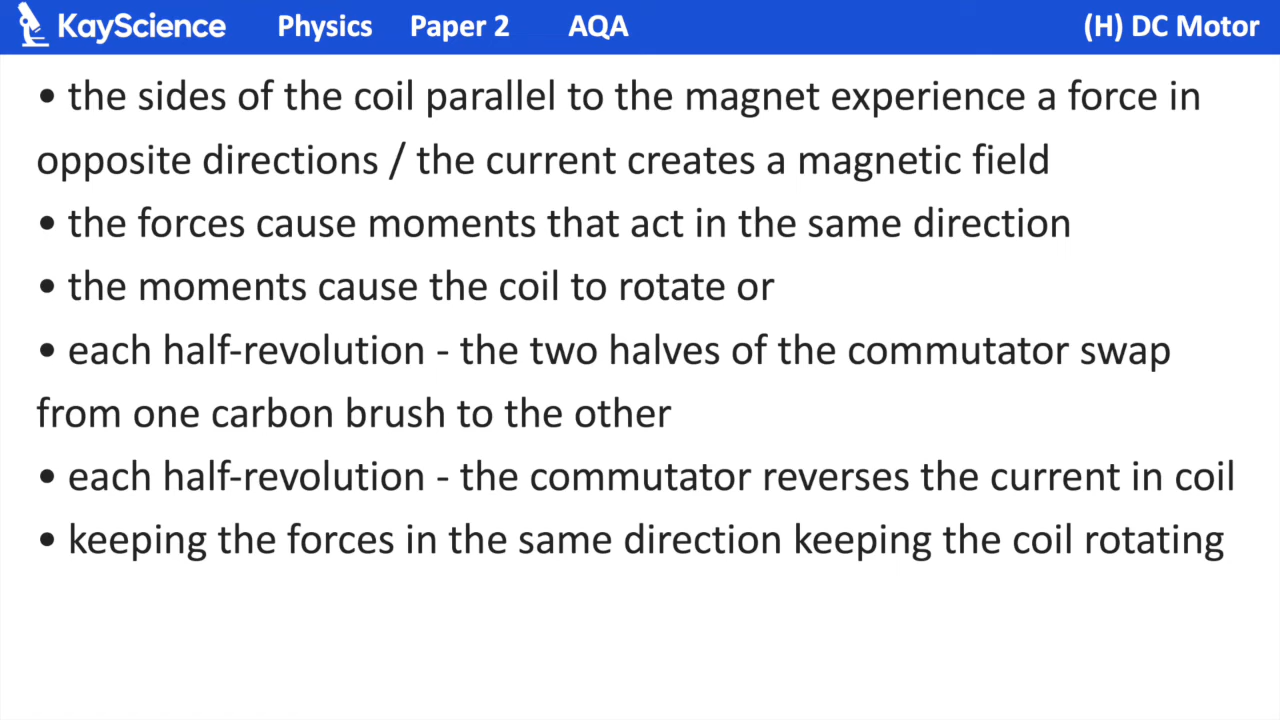 KayScience Physics Paper 2 AQA (H) DC Motor
• the sides of the coil parallel to the magnet experience a force in
opposite directions / the current creates a magnetic field
• the forces cause moments that act in the same direction
• the moments cause the coil to rotate or
• each half-revolution - the two halves of the commutator swap
from one carbon brush to the other
• each half-revolution - the commutator reverses the current in coil
• keeping the forces in the same direction keeping the coil rotating